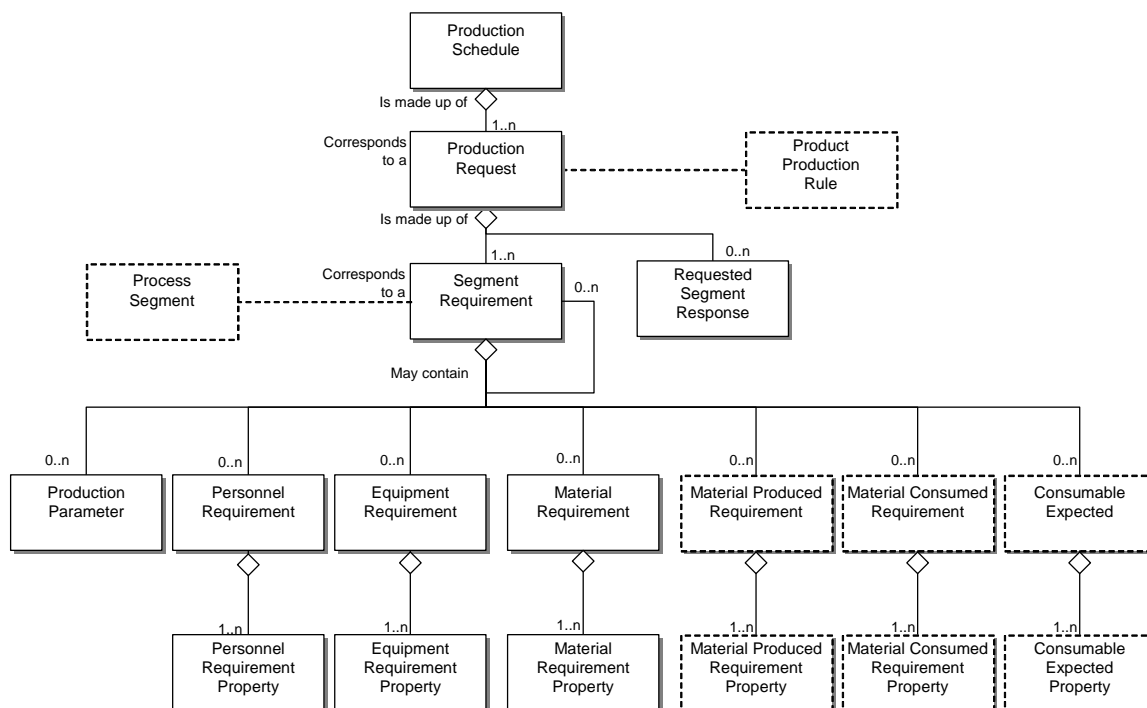 Production
Schedule
Is made up of
1..n
Corresponds
to a
Production
Request
Product
Production
Rule
Is made up of
1..n
0..n
Process
Segment
Corresponds
to a
Segment
Requirement
0..n
Requested
Segment
Response
May contain
0..n
0..n
0..n
0..n
0..n
0..n
0..n
Production
Parameter
Personnel
Requirement
Equipment
Requirement
Material
Requirement
Material Produced
Requirement
Material Consumed
Requirement
Consumable
Expected
1..n
1..n
1..n
1..n
1..n
1..n
Personnel
Requirement
Property
Equipment
Requirement
Property
Material
Requirement
Property
Material Produced
Requirement
Property
Material Consumed
Requirement
Property
Consumable
Expected
Property